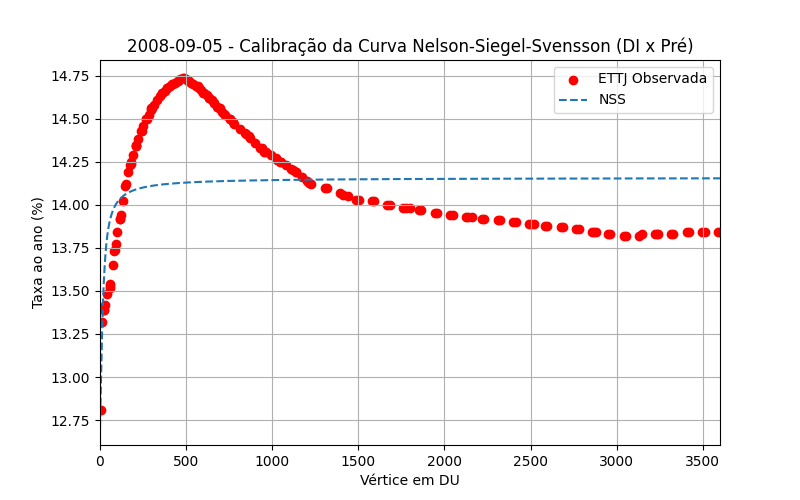 2008-09-05 - Calibração da Curva Nelson-Siegel-Svensson (DI x Pré)
ETTJ Observada
NSS
Taxa ao ano (%)
14.75
14.50
14.25
14.00
13.75
13.50
13.25
13.00
12.75
0 500 1000 1500 2000 2500 3000 3500
Vértice em DU